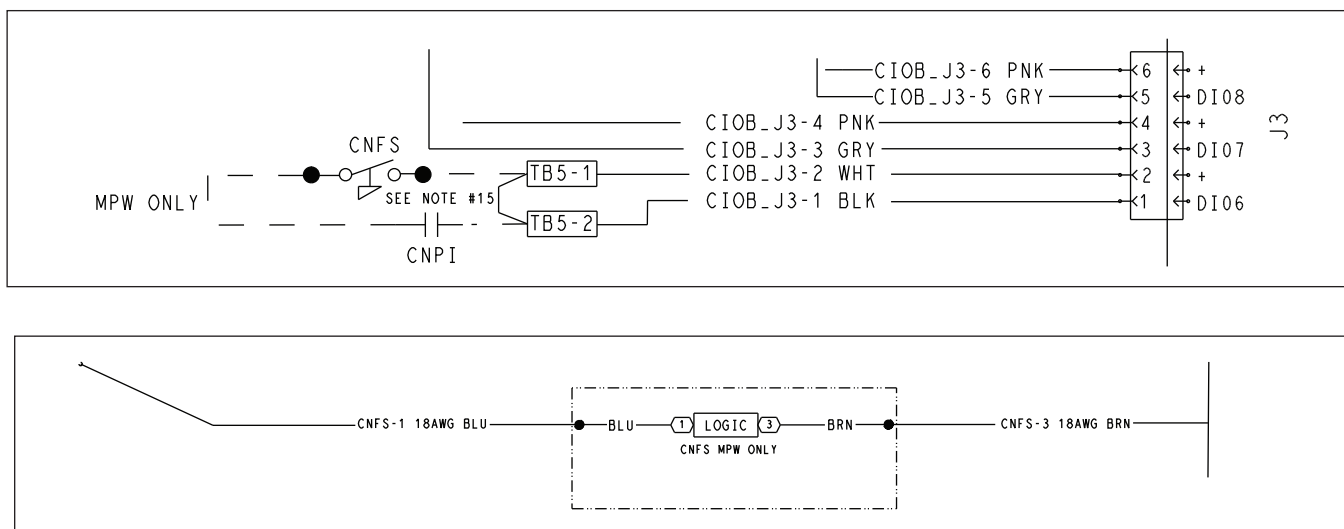 CIOB_J3-6 PNK 6 +
CIOB_J3-5 GRY 5 DI08
CIOB_J3-4 PNK 4 +
CNFS CIOB_J3-3 GRY 3 DI07
TB5-1 CIOB_J3-2 WHT 2 +
MPW ONLY SEE NOTE #15 CIOB_J3-1 BLK 1 DI06
TB5-2
CNPI
J3
CNFS-1 18AWG BLU BLU 1 LOGIC 3 BRN CNFS-3 18AWG BRN
CNFS MPW ONLY